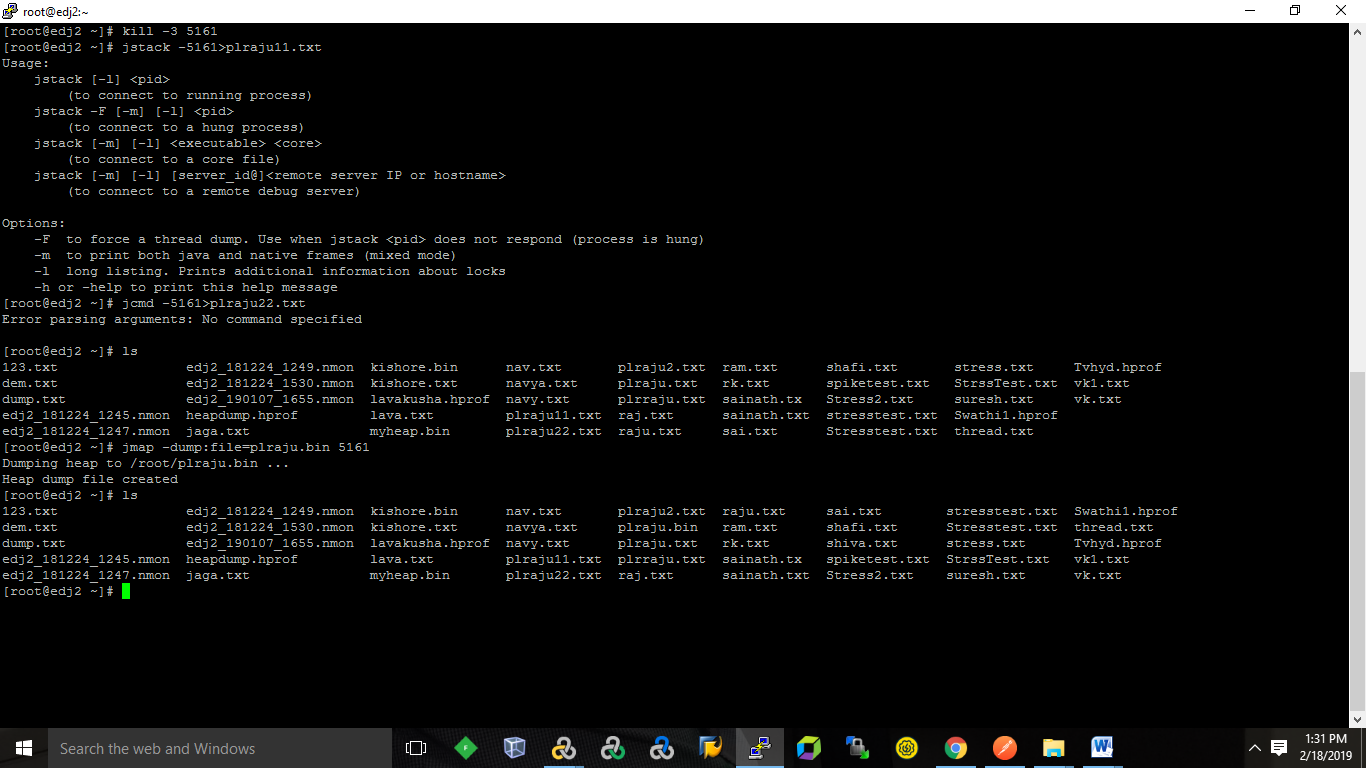 root@edj2:~
[root@edj2 ~]# kill -3 5161
[root@edj2 ~]# jstack -5161>plraju11.txt
Usage:
    jstack [-l] <pid>
        (to connect to running process)
    jstack -F [-m] [-l] <pid>
        (to connect to a hung process)
    jstack [-m] [-l] <executable> <core>
        (to connect to a core file)
    jstack [-m] [-l] [server_id@]<remote server IP or hostname>
        (to connect to a remote debug server)

Options:
    -F  to force a thread dump. Use when jstack <pid> does not respond (process is hung)
    -m  to print both java and native frames (mixed mode)
    -l  long listing. Prints additional information about locks
    -h or -help to print this help message
[root@edj2 ~]# jcmd -5161>plraju22.txt
Error parsing arguments: No command specified

[root@edj2 ~]# ls
123.txt                edj2_181224_1249.nmon  kishore.bin      nav.txt       plraju2.txt  ram.txt      shafi.txt      stress.txt     Tvhyd.hprof
dem.txt                edj2_181224_1530.nmon  kishore.txt      navya.txt     plraju.txt   rk.txt       spiketest.txt  StrssTest.txt  vk1.txt
dump.txt               edj2_190107_1655.nmon  lavakusha.hprof  navy.txt      plrraju.txt  sainath.tx   Stress2.txt    suresh.txt     vk.txt
edj2_181224_1245.nmon  heapdump.hprof         lava.txt         plraju11.txt  raj.txt      sainath.txt  stresstest.txt  Swathi1.hprof
edj2_181224_1247.nmon  jaga.txt               myheap.bin       plraju22.txt  raju.txt     sai.txt      Stresstest.txt  thread.txt
[root@edj2 ~]# jmap -dump:file=plraju.bin 5161
Dumping heap to /root/plraju.bin ...
Heap dump file created
[root@edj2 ~]# ls
123.txt                edj2_181224_1249.nmon  kishore.bin      nav.txt       plraju2.txt  raju.txt     sai.txt        stresstest.txt  Swathi1.hprof
dem.txt                edj2_181224_1530.nmon  kishore.txt      navya.txt     plraju.bin   ram.txt      shafi.txt      Stresstest.txt  thread.txt
dump.txt               edj2_190107_1655.nmon  lavakusha.hprof  navy.txt      plraju.txt   rk.txt       shiva.txt      stress.txt      Tvhyd.hprof
edj2_181224_1245.nmon  heapdump.hprof         lava.txt         plraju11.txt  plrraju.txt  sainath.tx   spiketest.txt  StrssTest.txt   vk1.txt
edj2_181224_1247.nmon  jaga.txt               myheap.bin       plraju22.txt  raj.txt      sainath.txt  Stress2.txt    suresh.txt      vk.txt
[root@edj2 ~]#
Search the web and Windows
1:31 PM
2/18/2019